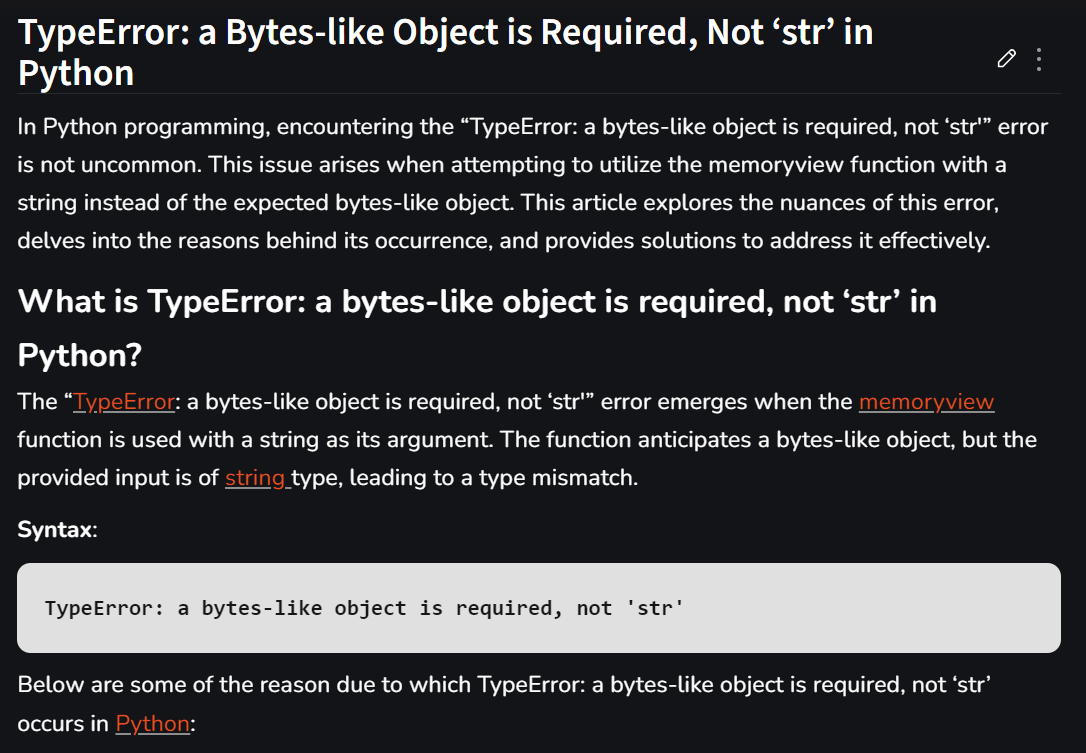 TypeError: a Bytes-like Object is Required, Not ‘str’ in
Python
In Python programming, encountering the “TypeError: a bytes-like object is required, not ‘str'” error
is not uncommon. This issue arises when attempting to utilize the memoryview function with a
string instead of the expected bytes-like object. This article explores the nuances of this error,
delves into the reasons behind its occurrence, and provides solutions to address it effectively.
What is TypeError: a bytes-like object is required, not ‘str’ in
Python?
The “TypeError: a bytes-like object is required, not ‘str'” error emerges when the memoryview
function is used with a string as its argument. The function anticipates a bytes-like object, but the
provided input is of string type, leading to a type mismatch.
Syntax:
TypeError: a bytes-like object is required, not 'str'
Below are some of the reason due to which TypeError: a bytes-like object is required, not ‘str’
occurs in Python: